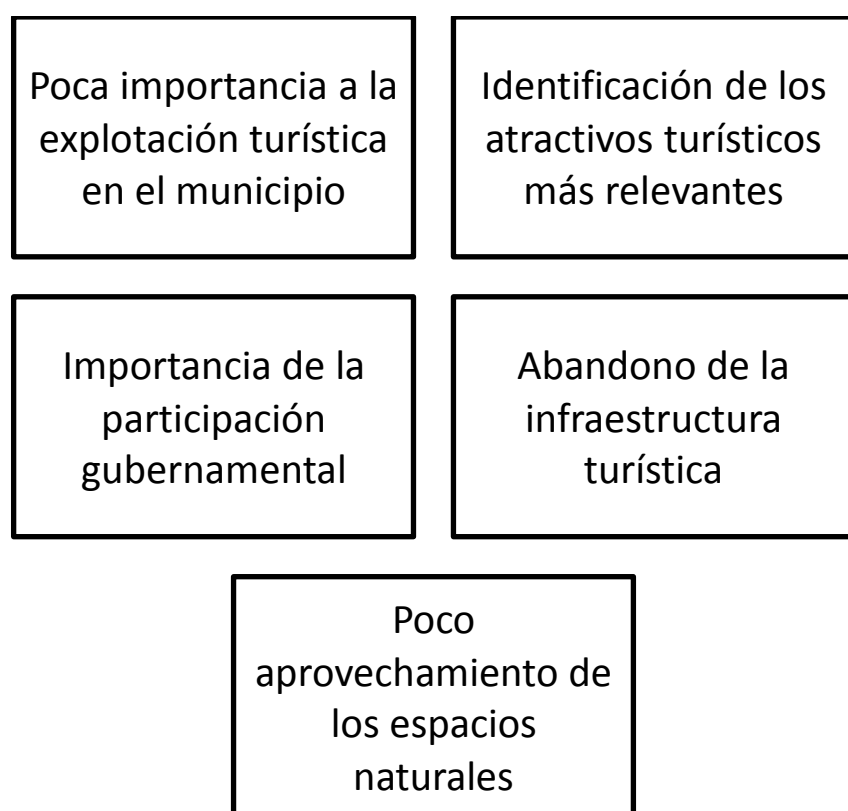 Poca importancia a la
explotación turística
en el municipio
Identificación de los
atractivos turísticos
más relevantes
Importancia de la
participación
gubernamental
Abandono de la
infraestructura
turística
Poco
aprovechamiento de
los espacios
naturales